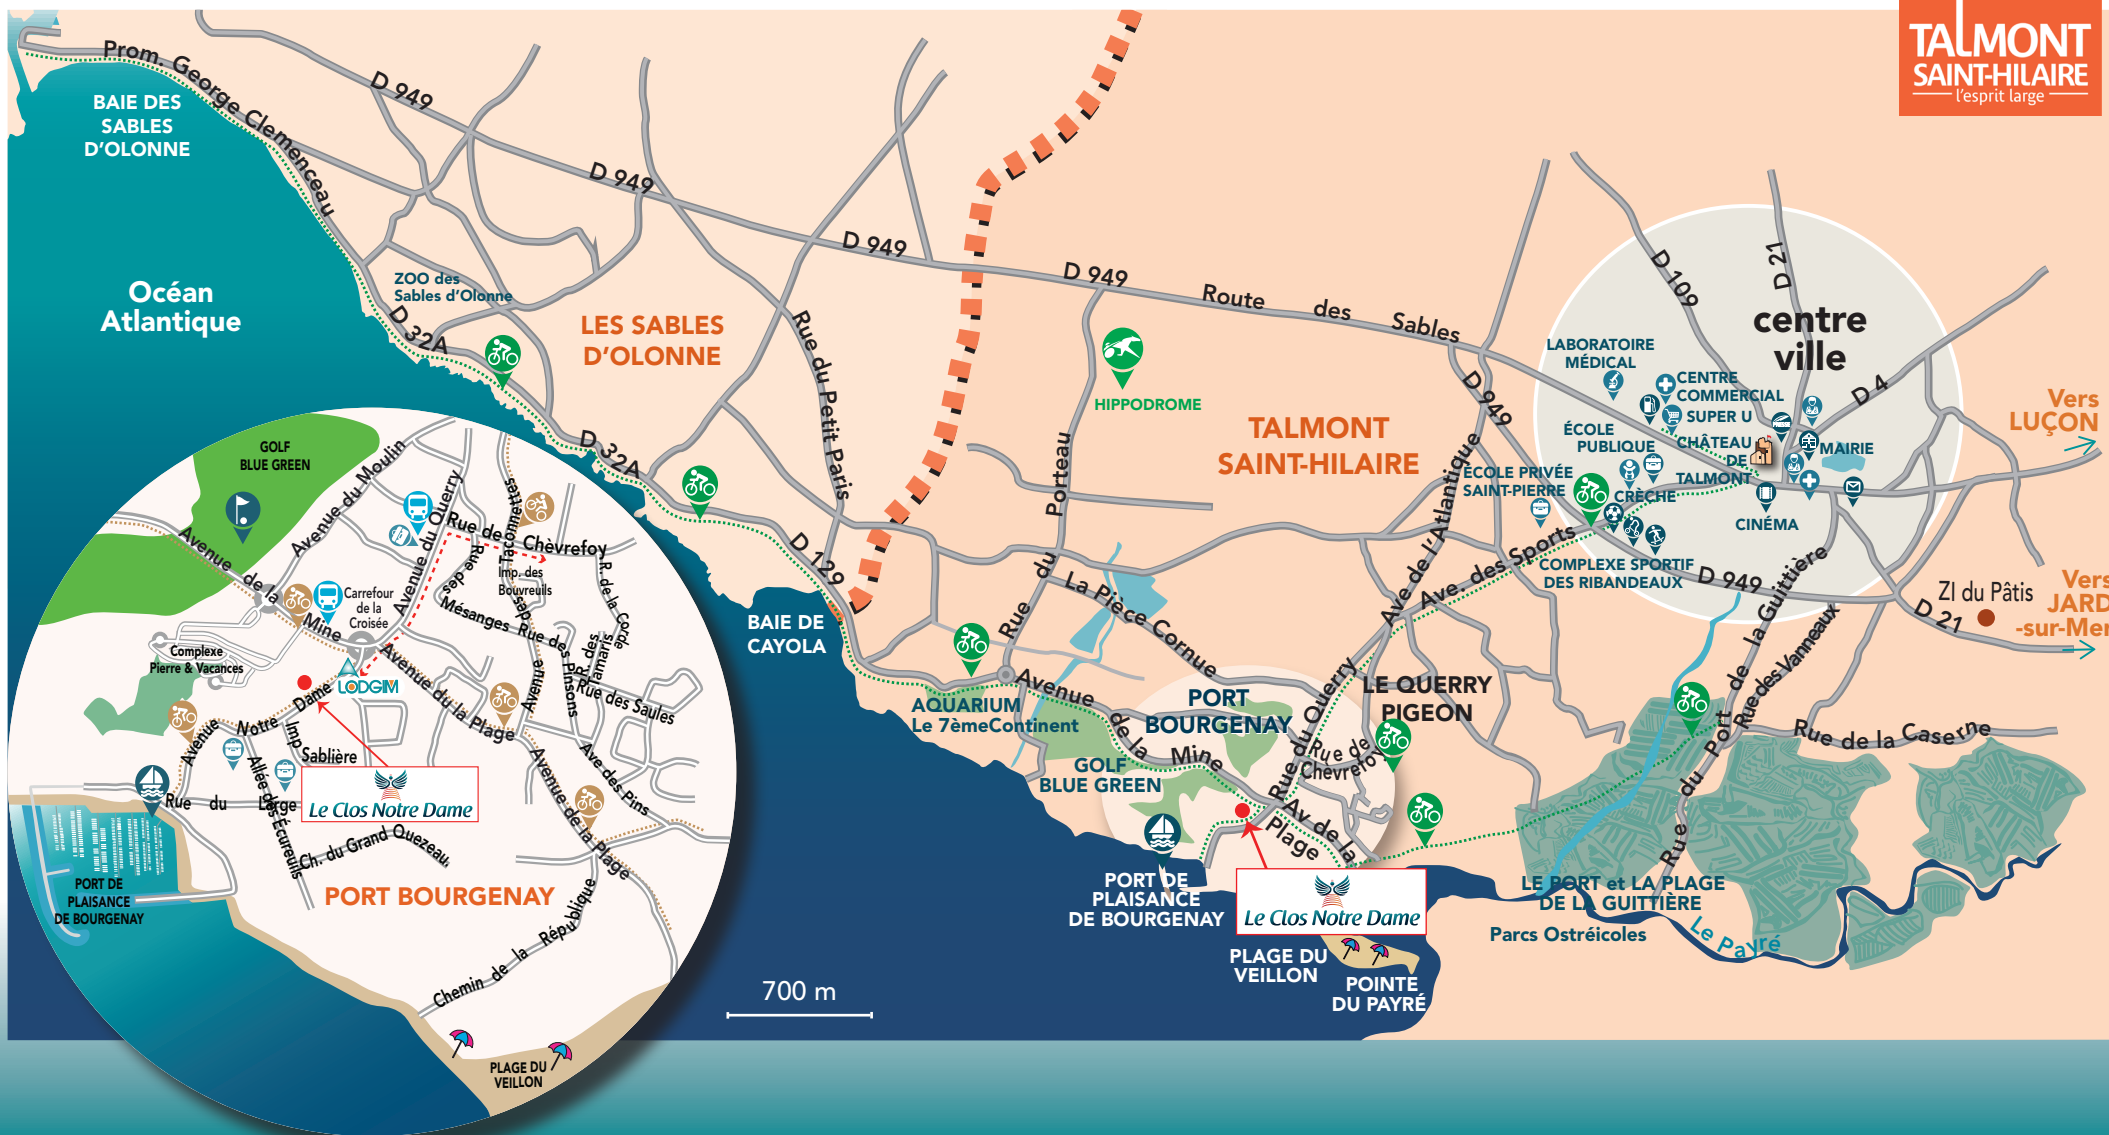 TALMONT
SAINT-HILAIRE
l'esprit large
Prom. George Clemenceau
BAIE DES
SABLES
D'OLONNE
Océan
Atlantique
D 949
D 949
D 949
D 949
Route des Sables
D 949
ZOO des
Sables d'Olonne
D 32A
D 32A
D 129
LES SABLES
D'OLONNE
Rue du Petit Paris
HIPPODROME
Rue du Porteau
TALMONT
SAINT-HILAIRE
La Pièce Cornue
Ave de l'Atlantique
Ave. des Sports
D 109
D 21
centre
ville
D 4
LABORATOIRE
MÉDICAL
CENTRE
COMMERCIAL
SUPER U
ÉCOLE
PUBLIQUE
PRESSE
CHÂTEAU
DE
TALMONT
MAIRIE
ÉCOLE PRIVÉE
SAINT-PIERRE
CRÈCHE
CINÉMA
COMPLEXE SPORTIF
DES RIBANDEAUX
D 949
Vers
LUÇON
ZI du Pâtis
Vers
JARD
-sur-Mer
D 21
Rue du Port de la Guittière
Rue des Vanneaux
Rue de la Caserne
BAIE DE
CAYOLA
AQUARIUM
Le 7èmeContinent
Avenue de la Mine
PORT
BOURGENAY
LE QUERRY
PIGEON
Rue du Querry
Rue de
Chèvrefoy
GOLF
BLUE GREEN
Av de la
Plage
PORT DE
PLAISANCE
DE BOURGENAY
Le Clos Notre Dame
PLAGE DU
VEILLON
POINTE
DU PAYRÉ
LE PORT et LA PLAGE
DE LA GUITTIÈRE
Parcs Ostréicoles
Le Payré
700 m
GOLF
BLUE GREEN
Avenue du Moulin
Avenue de la Mine
Avenue du Querry
Rue de Chèvrefoy
Avenue des Jaconnettes
Imp. des
Bouvreuils
Rue des
Mésanges
R. de la Corde
Carrefour
de la
Croisée
Rue des Pinsons
R. des
Tamaris
Rue des Saules
Complexe
Pierre & Vacances
LODGIM
Avenue du la Plage
Avenue Notre Dame
Imp
Sablière
Allée des Écureuils
Rue du Large
Le Clos Notre Dame
Ave des Pins
Avenue de la Plage
Ch. du Grand Ouezeau
PORT BOURGENAY
PORT DE
PLAISANCE
DE BOURGENAY
Chemin de la République
PLAGE DU
VEILLON